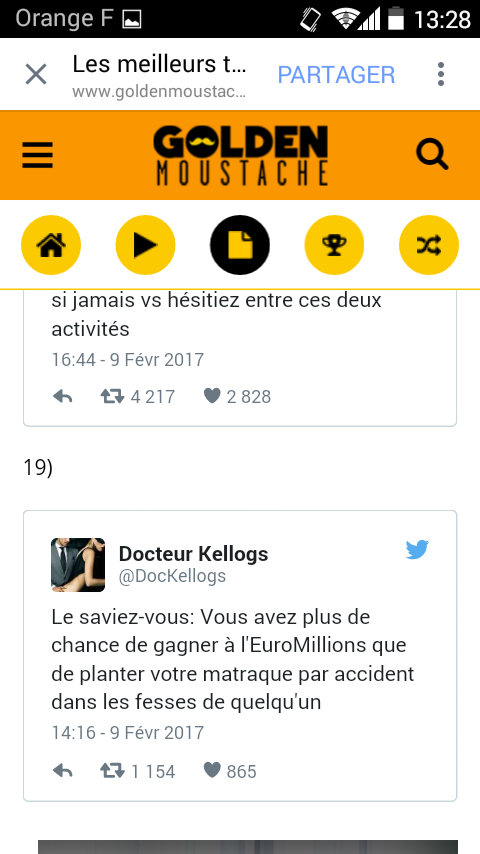 Orange F
13:28
Les meilleurs t...
PARTAGER
www.goldenmoustac...
GOLDEN
MOUSTACHE
si jamais vs hésitiez entre ces deux
activités
16:44 - 9 Févr 2017
4 217
2 828
19)
Docteur Kellogs
@DocKellogs
Le saviez-vous: Vous avez plus de
chance de gagner à l'EuroMillions que
de planter votre matraque par accident
dans les fesses de quelqu'un
14:16 - 9 Févr 2017
1 154
865